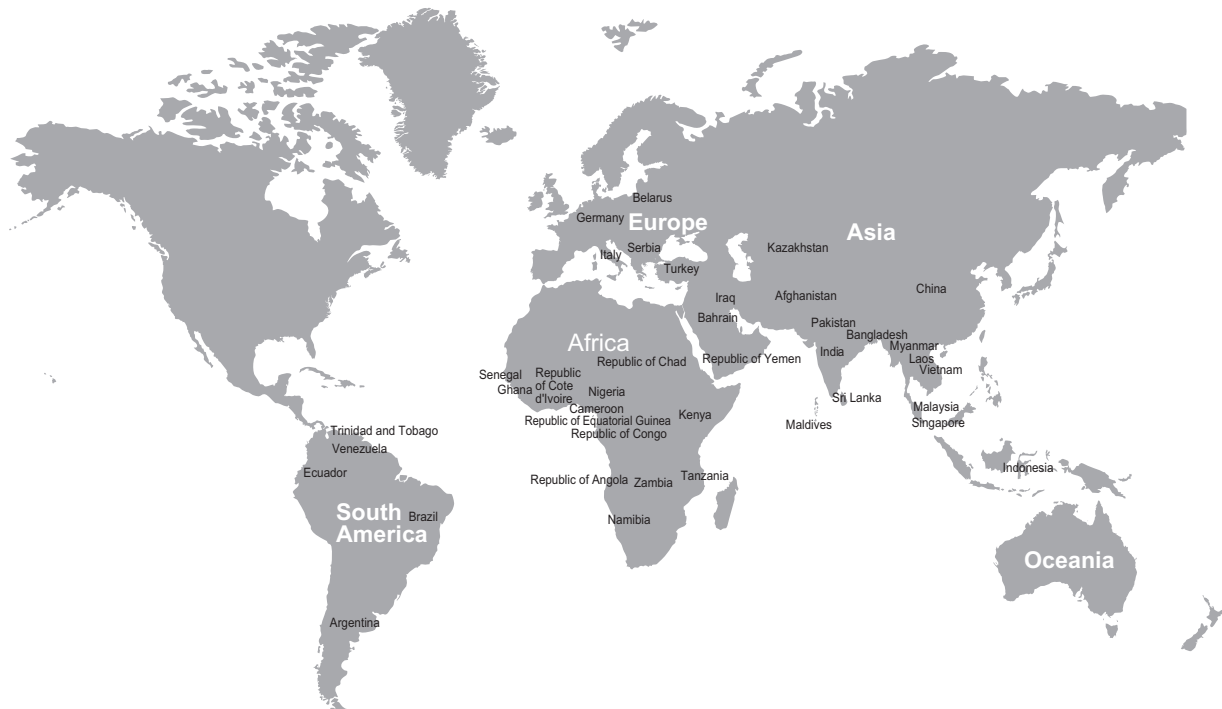 Belarus
Germany
Europe
Serbia
Italy
Turkey
Asia
Kazakhstan
China
Iraq
Afghanistan
Bahrain
Pakistan
Bangladesh
India
Myanmar
Laos
Vietnam
Republic of Yemen
Africa
Republic of Chad
Senegal
Ghana
Republic
of Cote
d'Ivoire
Nigeria
Cameroon
Republic of Equatorial Guinea
Republic of Congo
Kenya
Sri Lanka
Maldives
Malaysia
Singapore
Indonesia
Trinidad and Tobago
Venezuela
Ecuador
South
America
Brazil
Argentina
Republic of Angola
Zambia
Tanzania
Namibia
Oceania